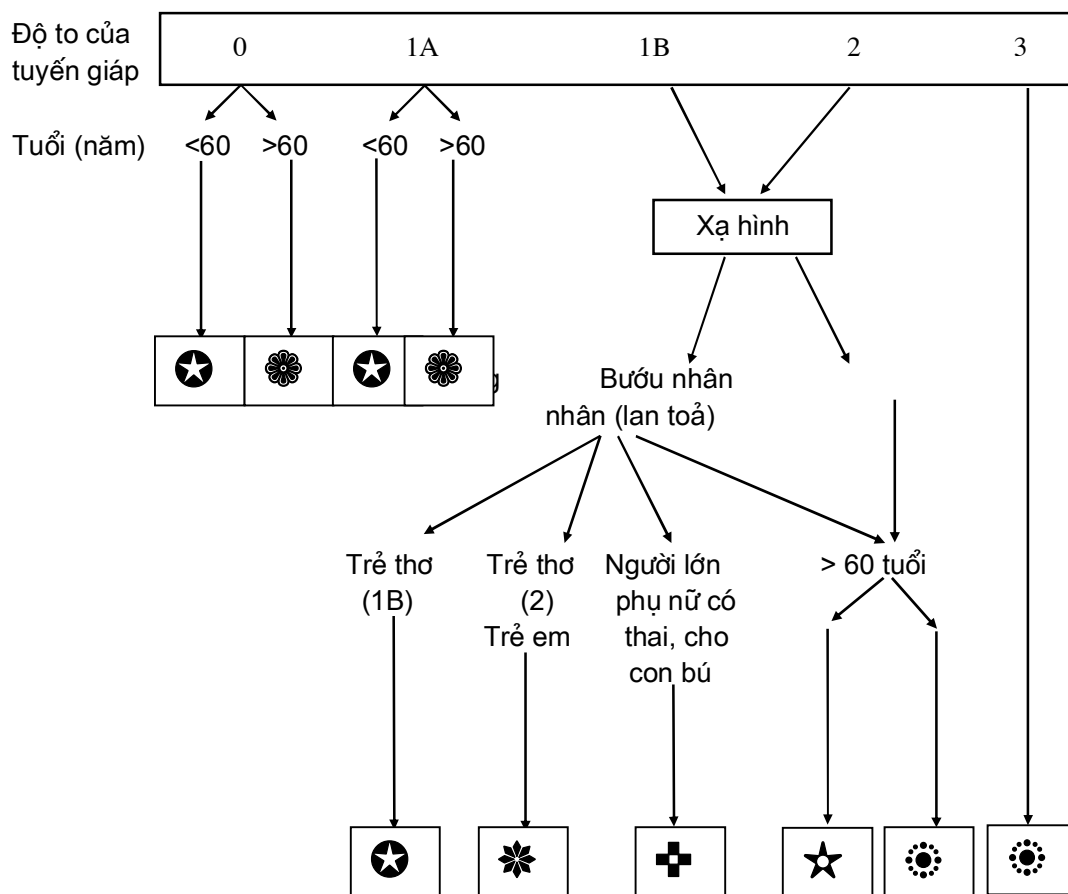 Độ to của
tuyến giáp
0 1A 1B 2 3
Tuổi (năm) <60 >60 <60 >60
Xạ hình
Bướu nhân
nhân (lan toả)
Trẻ thơ
(1B)
Trẻ thơ
(2)
Trẻ em
Người lớn
phụ nữ có
thai, cho
con bú
> 60 tuổi